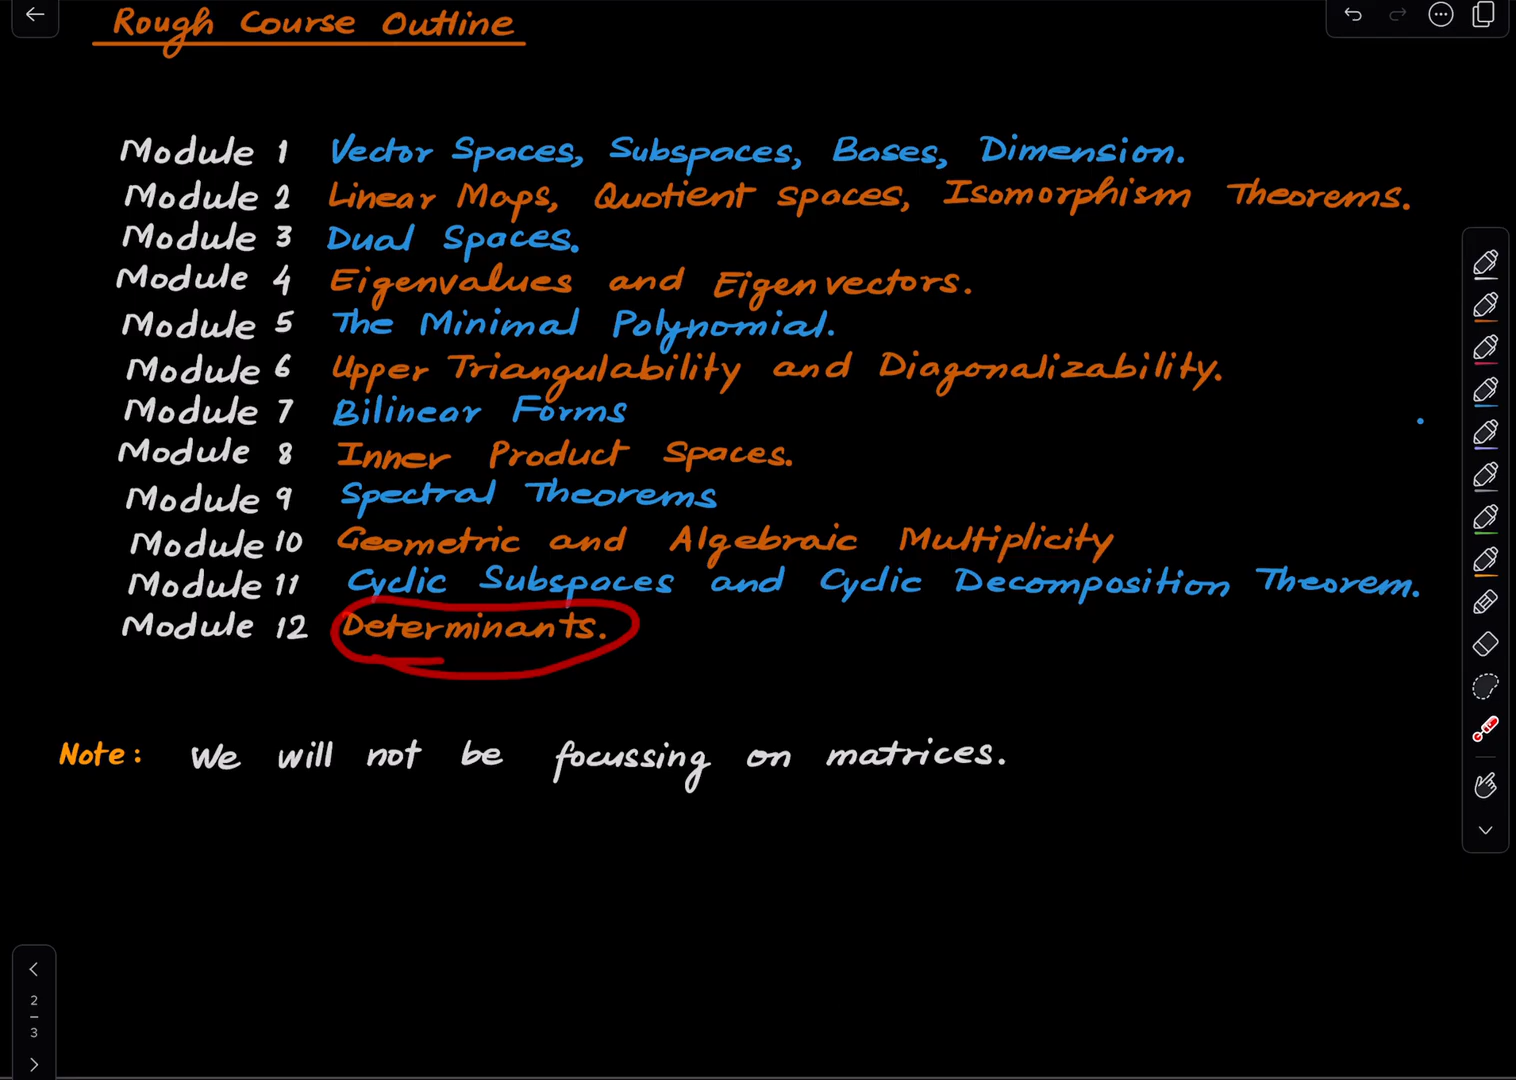 Rough Course Outline
Module 1 Vector Spaces, Subspaces, Bases, Dimension.
Module 2 Linear Maps, Quotient spaces, Isomorphism Theorems.
Module 3 Dual Spaces.
Module 4 Eigenvalues and Eigenvectors.
Module 5 The Minimal Polynomial.
Module 6 Upper Triangulability and Diagonalizability.
Module 7 Bilinear Forms
Module 8 Inner Product Spaces.
Module 9 Spectral Theorems
Module 10 Geometric and Algebraic Multiplicity
Module 11 Cyclic Subspaces and Cyclic Decomposition Theorem.
Module 12 Determinants.
Note: We will not be focussing on matrices.
2
3